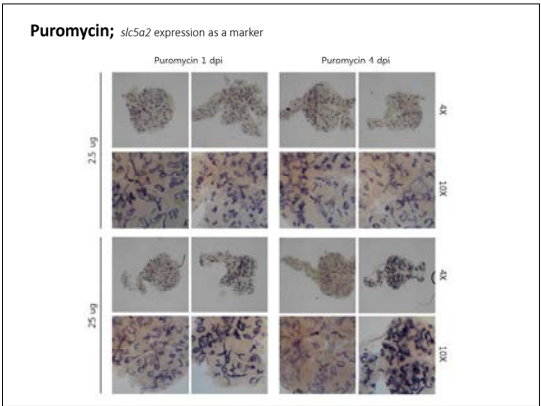 Puromycin; slc5a2 expression as a marker
Puromycin 1 dpi
Puromycin 4 dpi
2.5 ug
4X
10X
25 ug
4X
10X